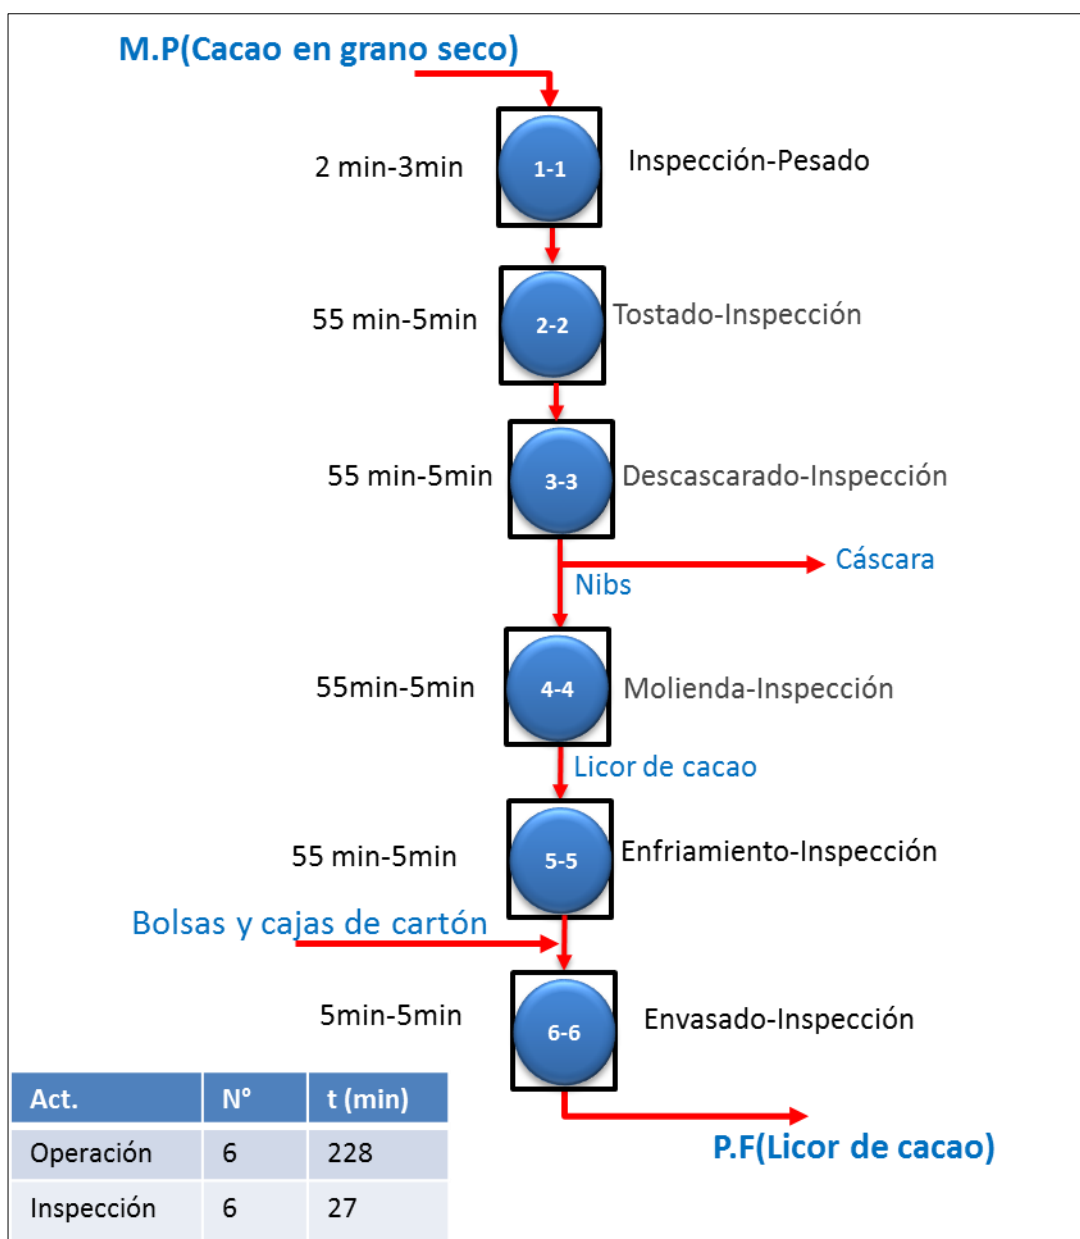 M.P(Cacao en grano seco)
2 min-3min
1-1
Inspección-Pesado
55 min-5min
2-2
Tostado-Inspección
55 min-5min
3-3
Descascarado-Inspección
Cáscara
Nibs
55min-5min
4-4
Molienda-Inspección
Licor de cacao
55 min-5min
5-5
Enfriamiento-Inspección
Bolsas y cajas de cartón
5min-5min
6-6
Envasado-Inspección
P.F(Licor de cacao)
Act. N° t (min)
Operación 6 228
Inspección 6 27